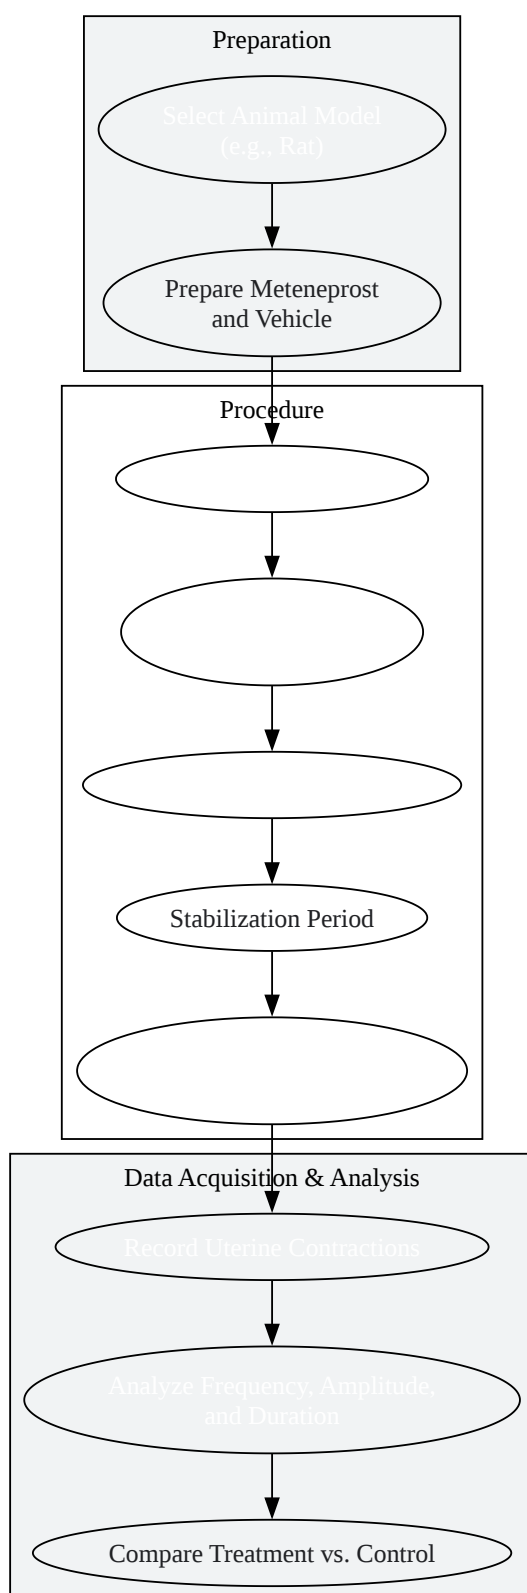 Preparation
Select Animal Model
(e.g., Rat)
Prepare Meteneprost
and Vehicle
Procedure
Stabilization Period
Data Acquisition & Analysis
Record Uterine Contractions
Analyze Frequency, Amplitude,
and Duration
Compare Treatment vs. Control